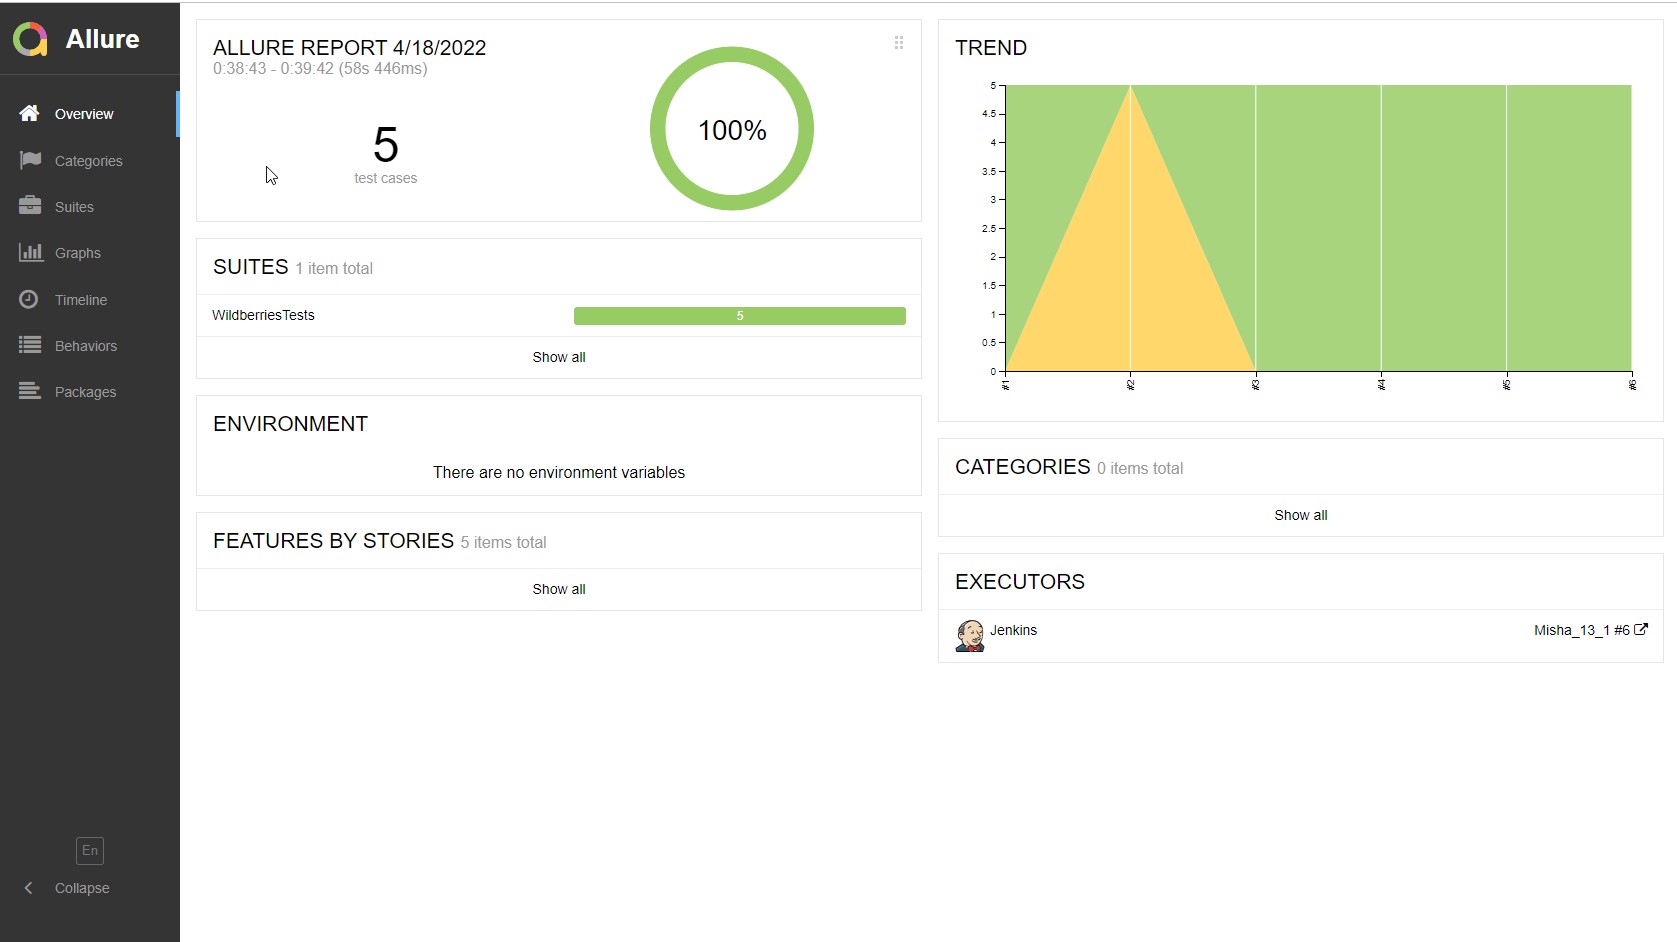 Allure
Overview
Categories
Suites
Graphs
Timeline
Behaviors
Packages
En
Collapse
ALLURE REPORT 4/18/2022
0:38:43 - 0:39:42 (58s 446ms)
5
test cases
100%
SUITES 1 item total
WildberriesTests
5
Show all
ENVIRONMENT
There are no environment variables
FEATURES BY STORIES 5 items total
Show all
TREND
5
4.5
4
3.5
3
2.5
2
1.5
1
0.5
0
#1
#2
#3
#4
#5
#6
CATEGORIES 0 items total
Show all
EXECUTORS
Jenkins
Misha_13_1 #6